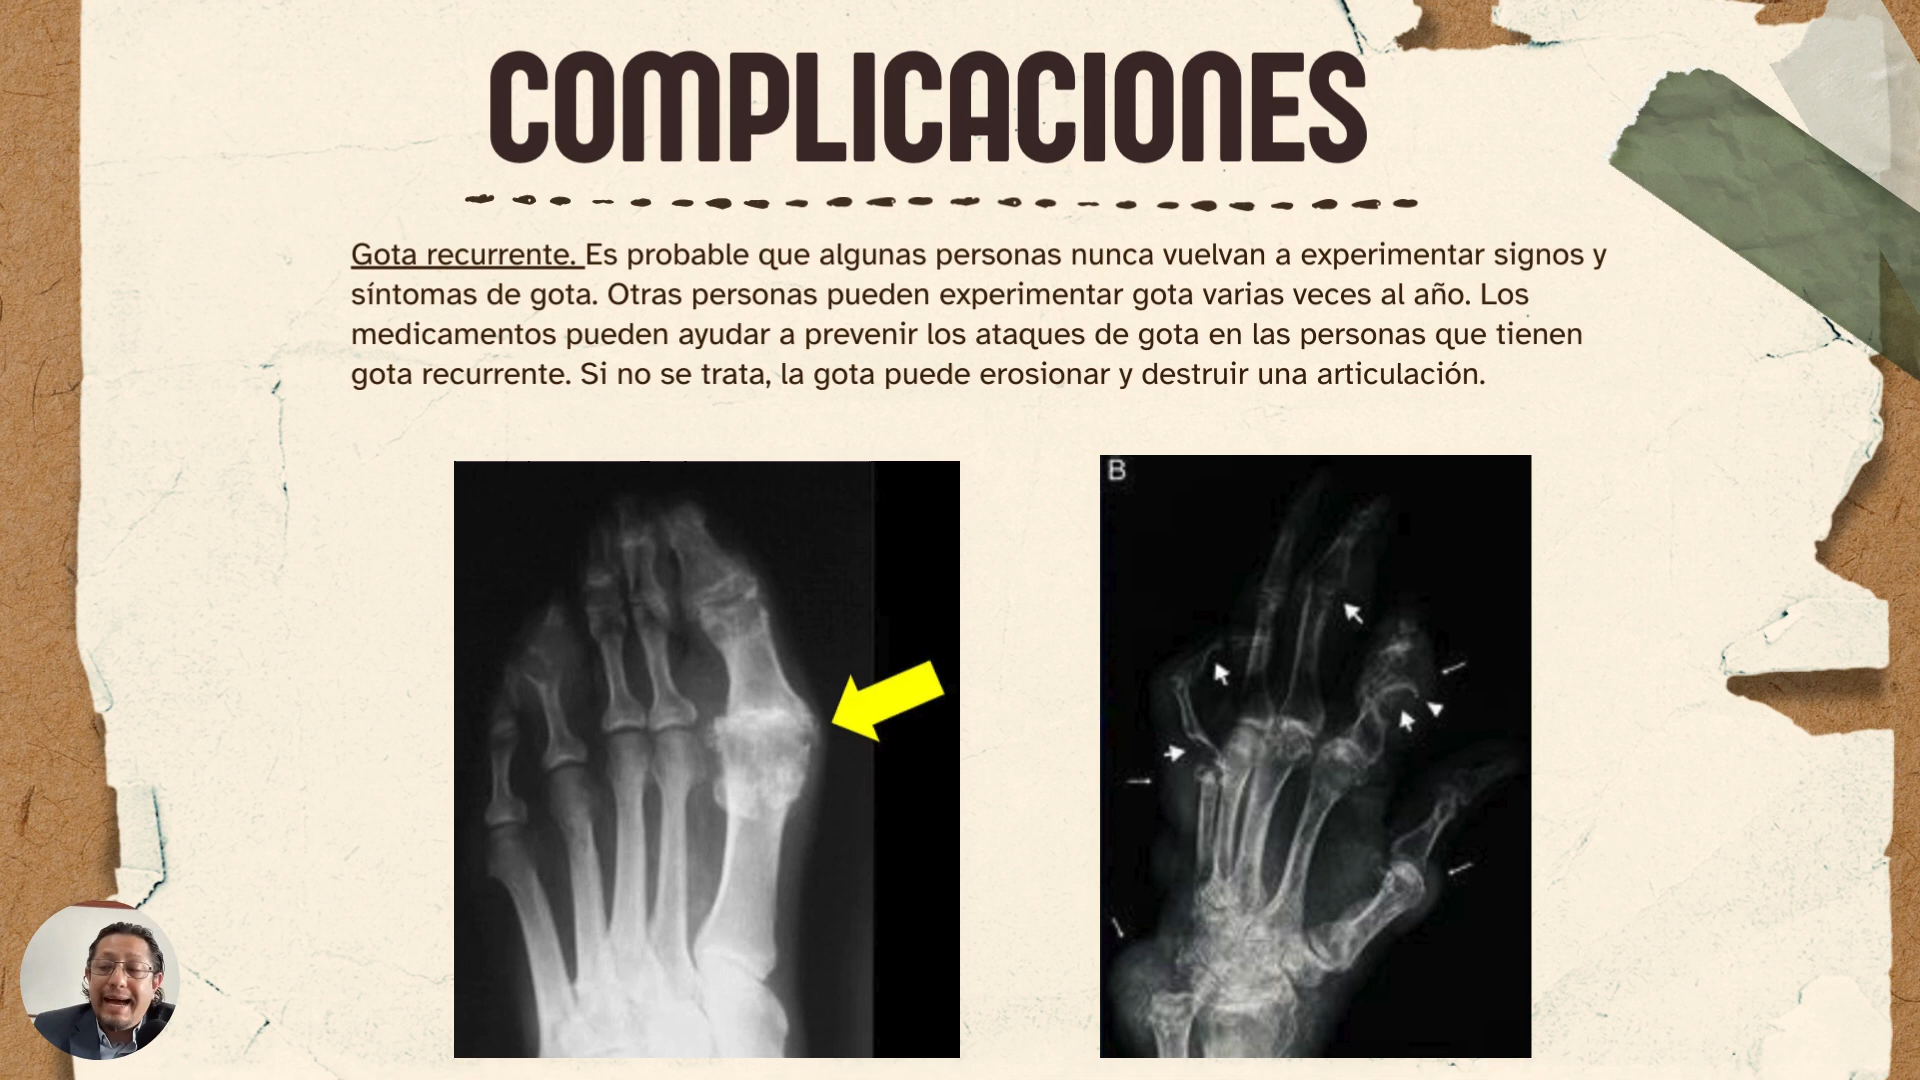 COMPLICACIONES
Gota recurrente. Es probable que algunas personas nunca vuelvan a experimentar signos y
síntomas de gota. Otras personas pueden experimentar gota varias veces al año. Los
medicamentos pueden ayudar a prevenir los ataques de gota en las personas que tienen
gota recurrente. Si no se trata, la gota puede erosionar y destruir una articulación.
B